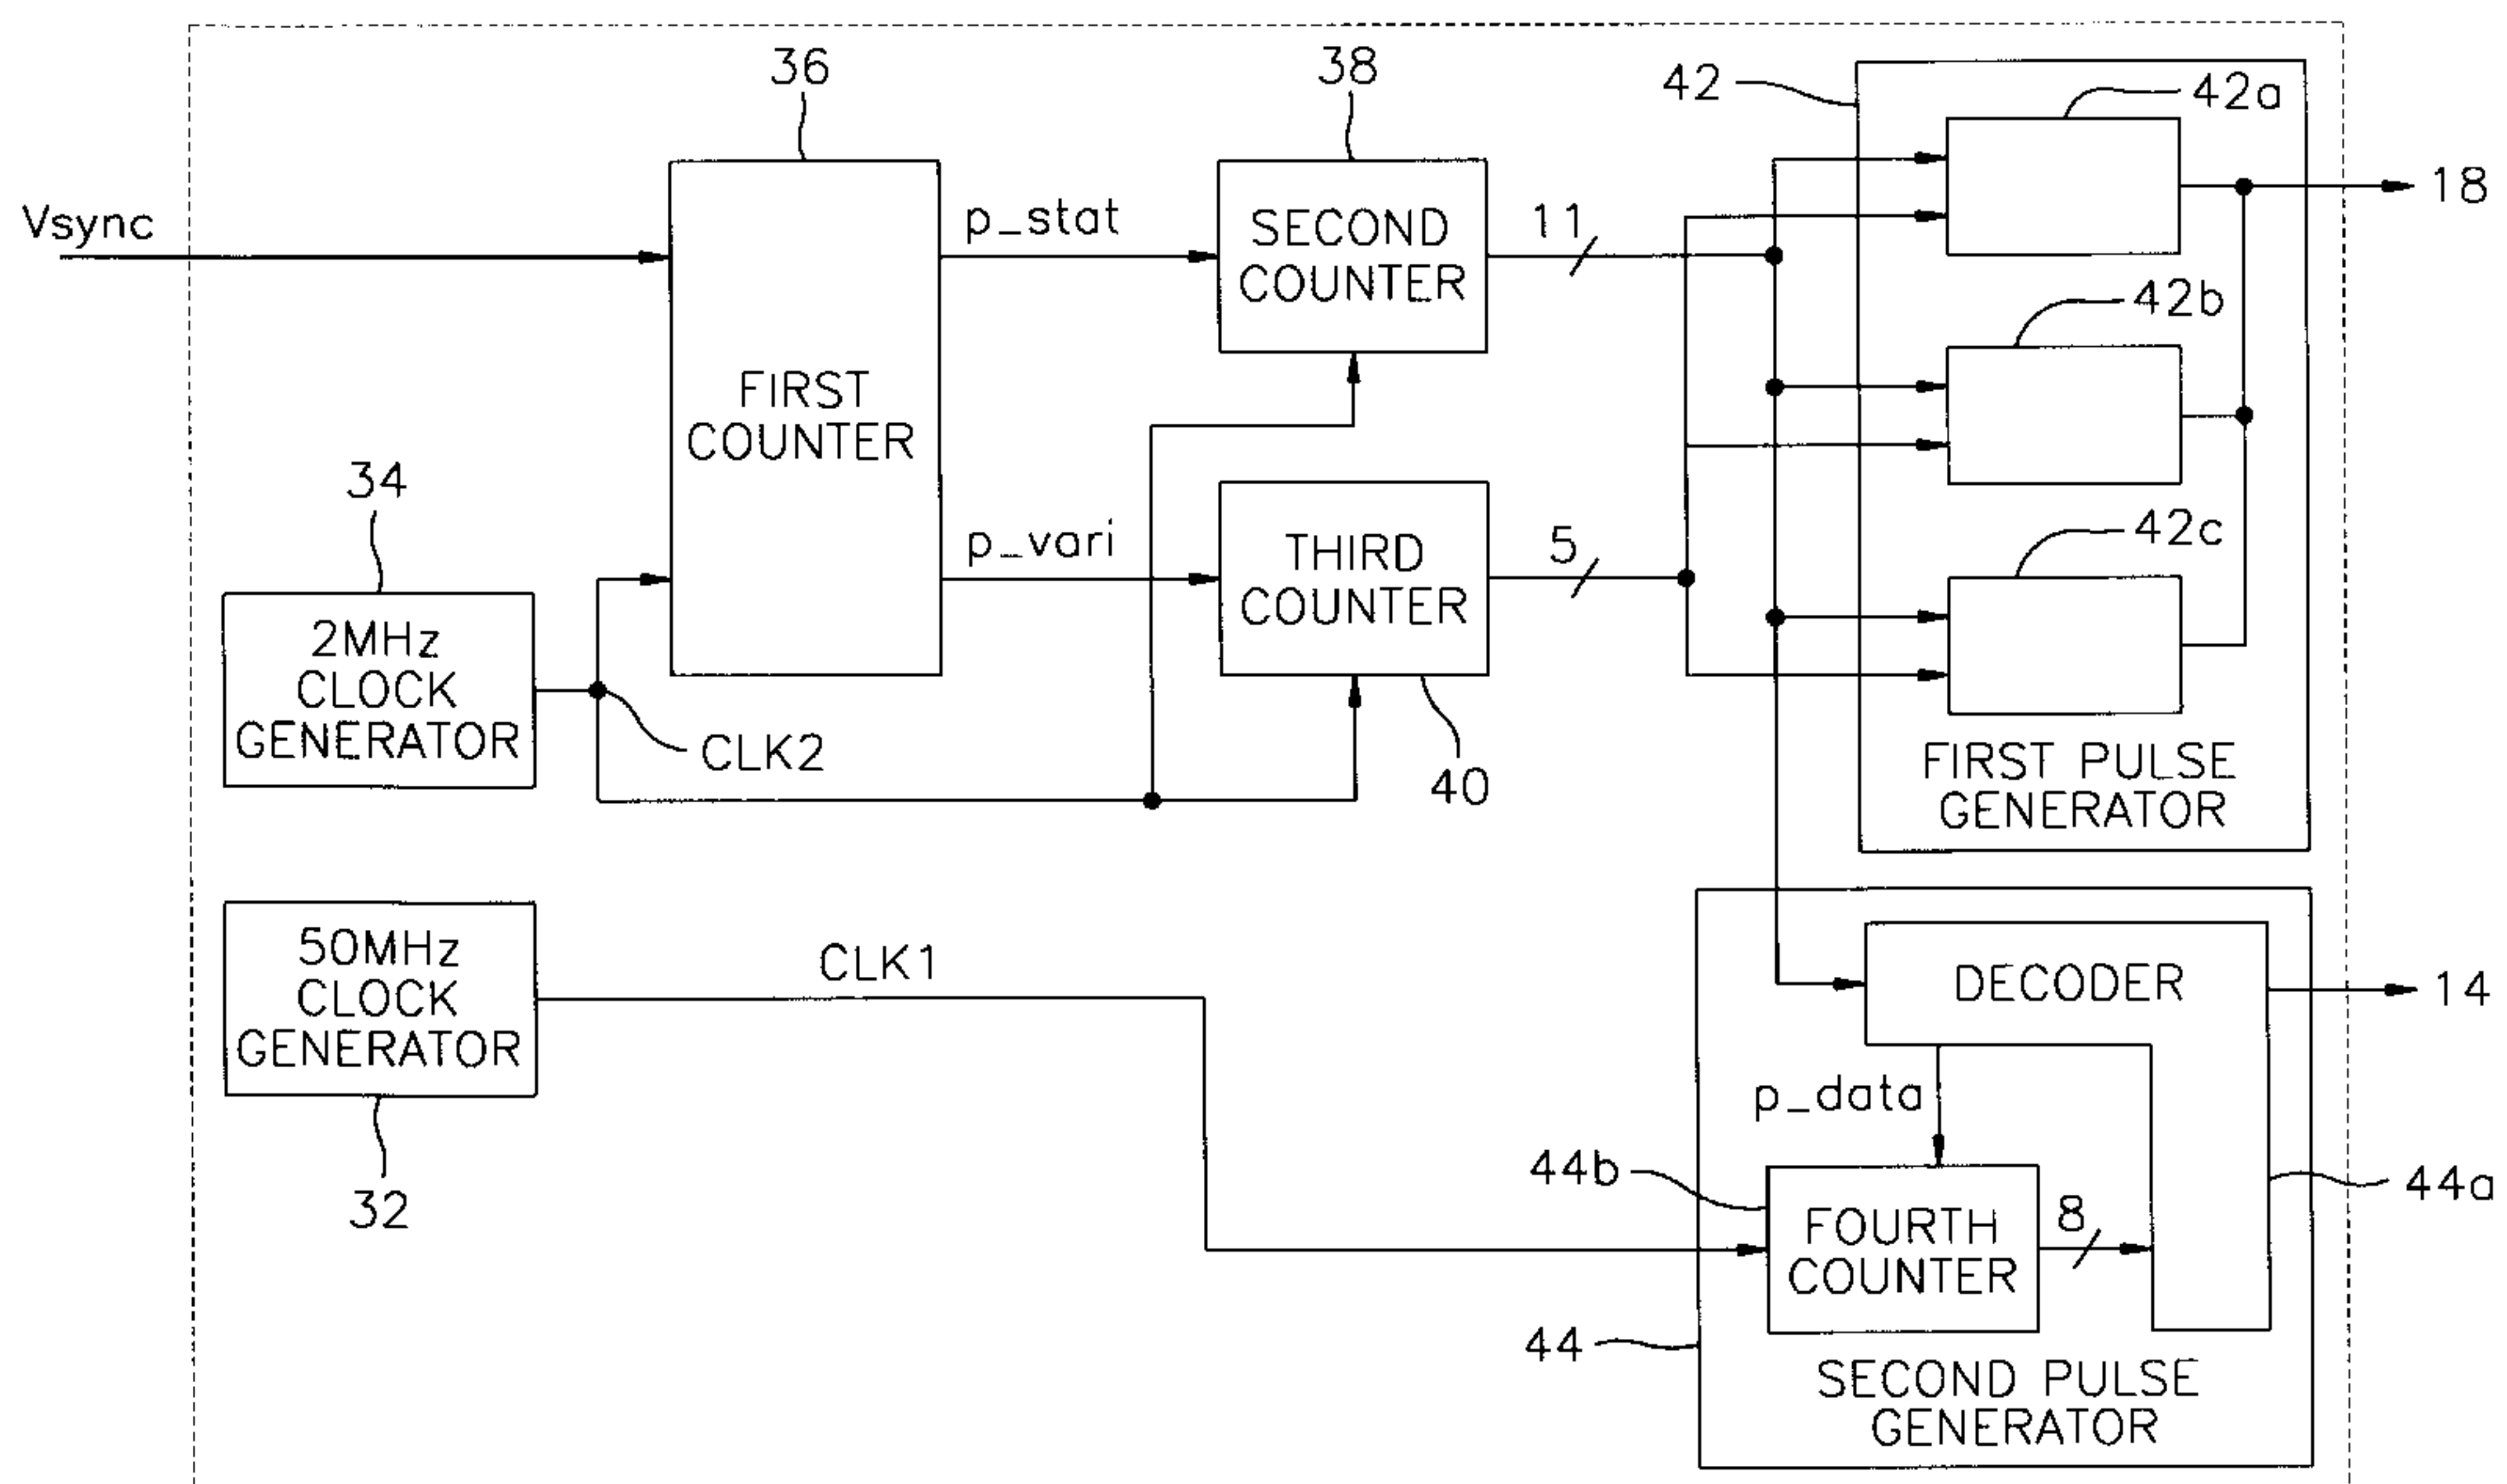 36
38
42
42a
18
Vsync
p_stat
SECOND
COUNTER
11
42b
FIRST
COUNTER
34
p_vari
THIRD
COUNTER
5
42c
2MHz
CLOCK
GENERATOR
CLK2
40
FIRST PULSE
GENERATOR
50MHz
CLOCK
GENERATOR
CLK1
DECODER
14
p_data
32
44b
FOURTH
COUNTER
8
44a
44
SECOND PULSE
GENERATOR